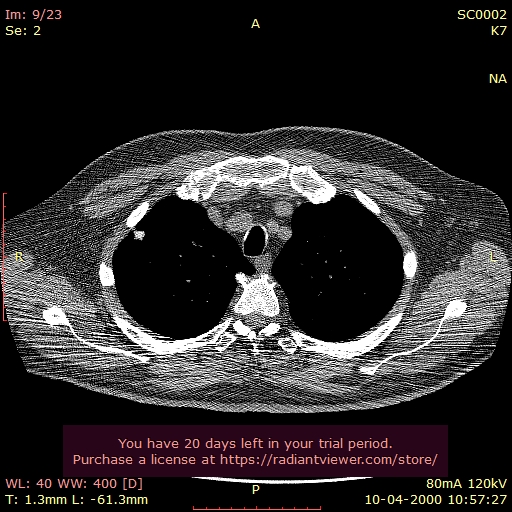 Im: 9/23
Se: 2
A
SC0002
K7
NA
R
L
You have 20 days left in your trial period.
Purchase a license at https://radiantviewer.com/store/
WL: 40 WW: 400 [D]
T: 1.3mm L: -61.3mm
P
80mA 120kV
10-04-2000 10:57:27